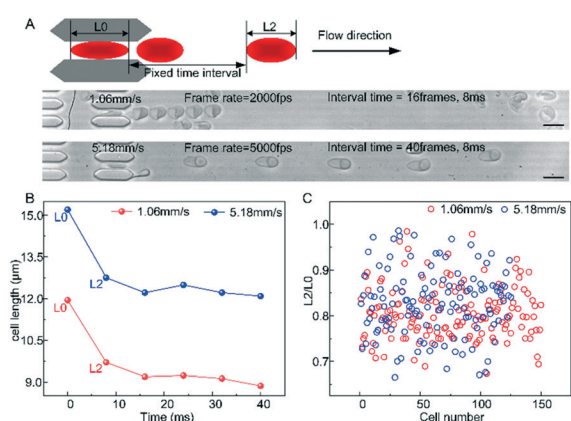 A
L0
L2
Flow direction
Fixed time interval
1.06mm/s Frame rate=2000fps Interval time = 16frames, 8ms
5.18mm/s Frame rate=5000fps Interval time = 40frames, 8ms
B
1.06mm/s 5.18mm/s
cell length (μm)
15.0
13.5
12.0
10.5
9.0
L0
L2
L0
L2
0 10 20 30 40
Time (ms)
C
1.06mm/s 5.18mm/s
L2/L0
1.0
0.9
0.8
0.7
0 50 100 150
Cell number